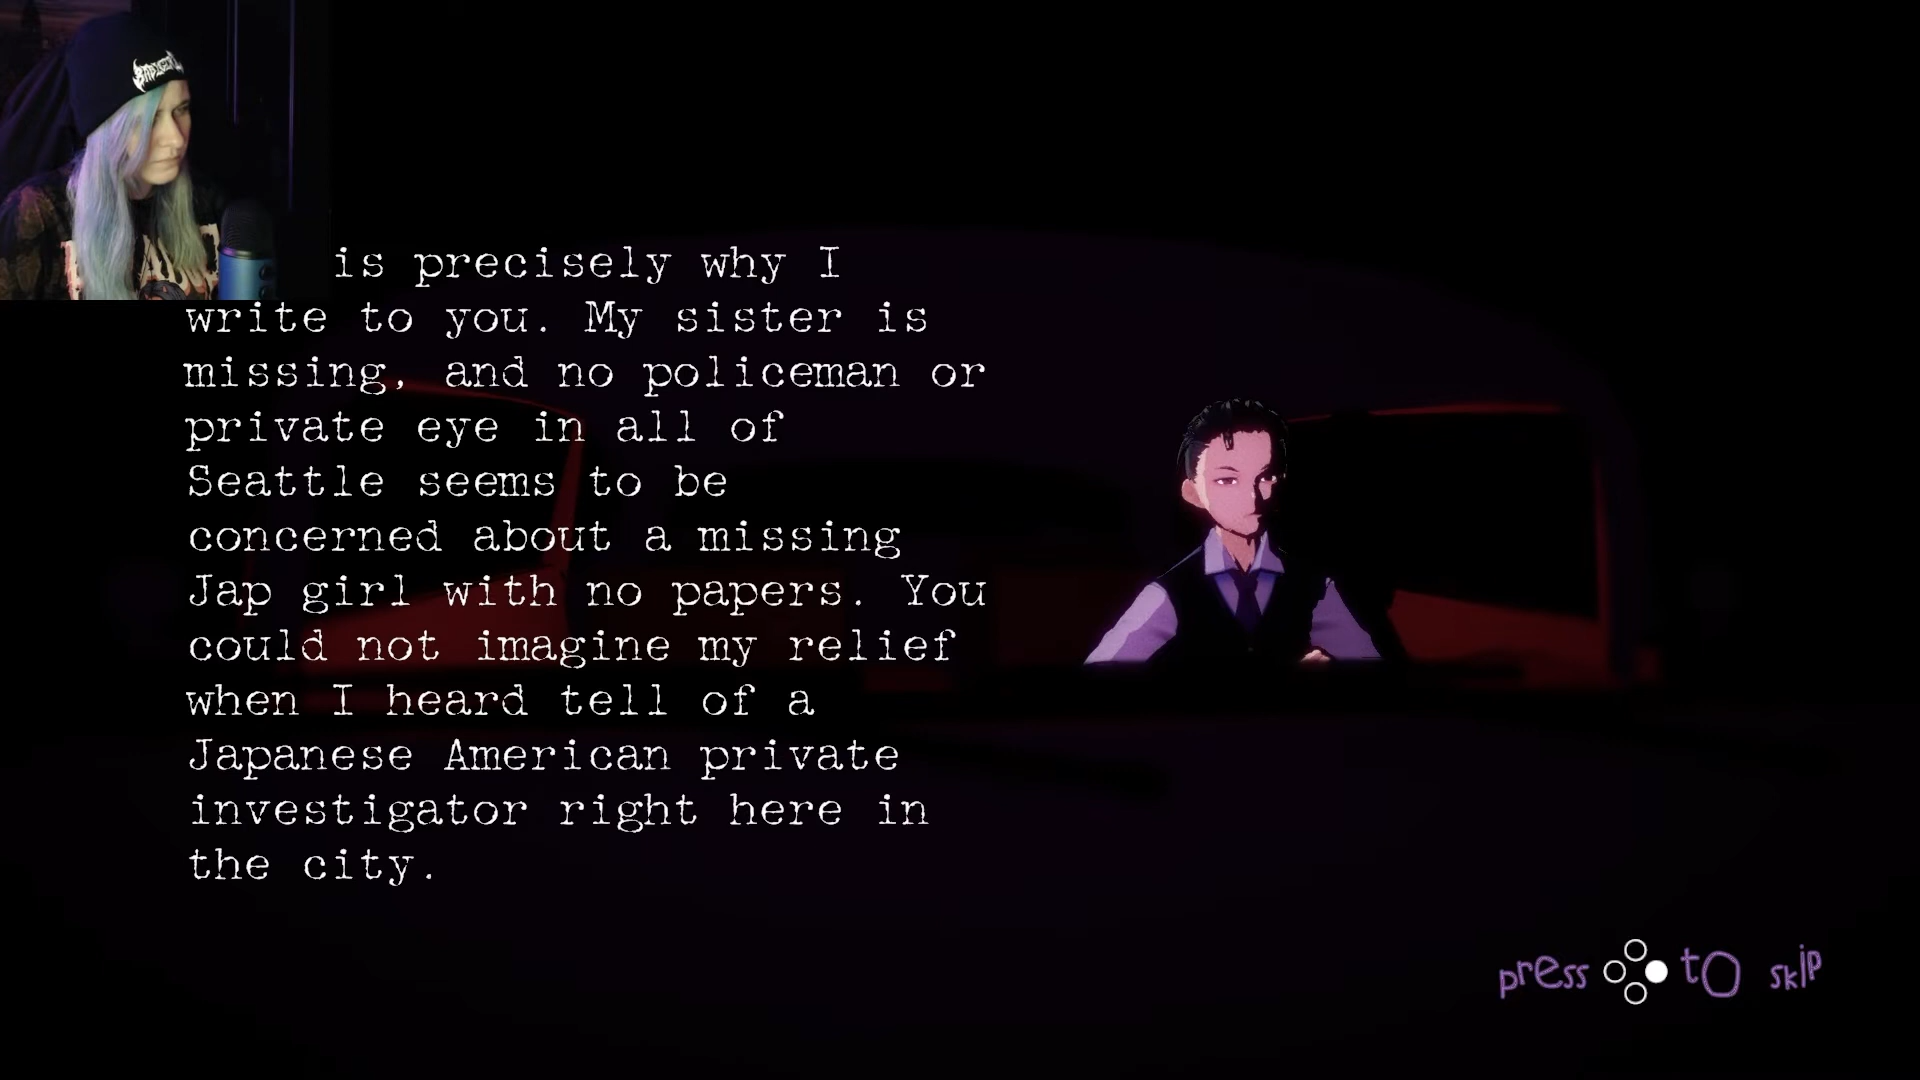 is precisely why I
write to you. My sister is
missing, and no policeman or
private eye in all of
Seattle seems to be
concerned about a missing
Jap girl with no papers. You
could not imagine my relief
when I heard tell of a
Japanese American private
investigator right here in
the city.
press to skip